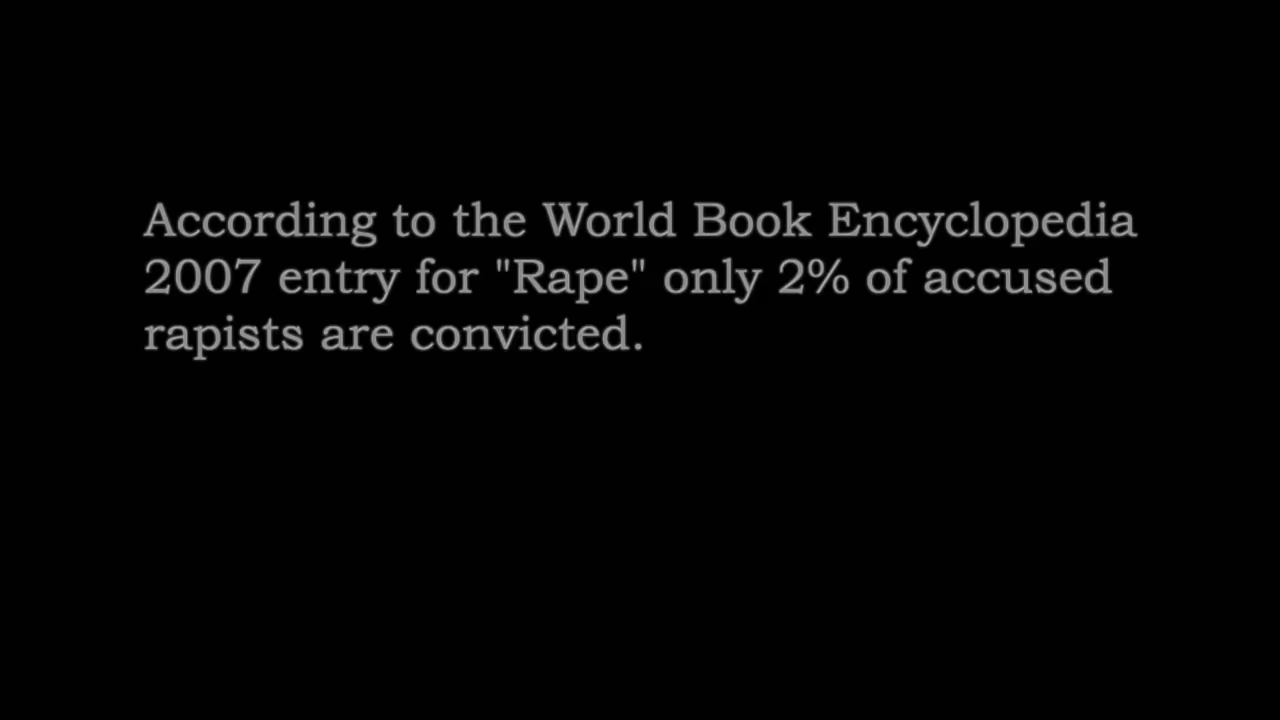 According to the World Book Encyclopedia
2007 entry for "Rape" only 2% of accused
rapists are convicted.